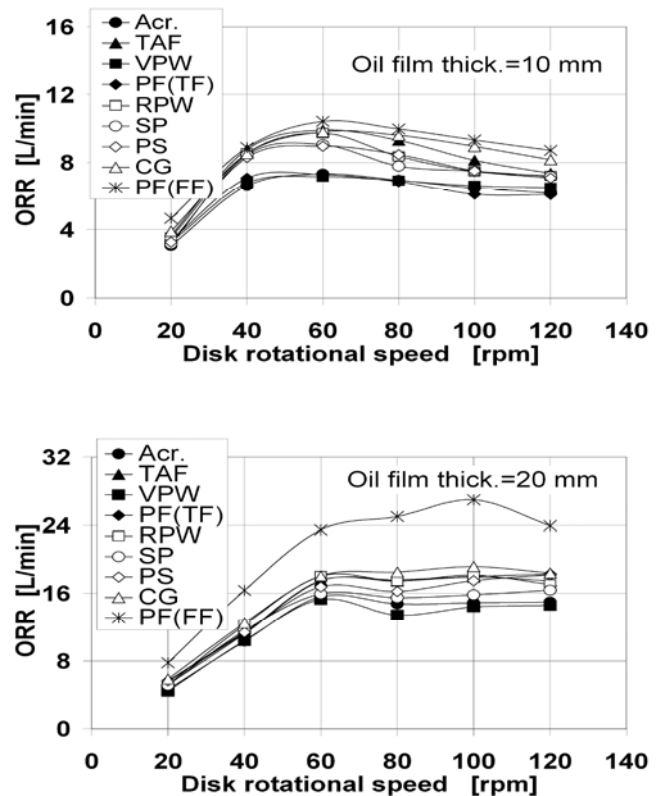 16
12
8
4
0
ORR [L/min]
Acr.
TAF
VPW
PF(TF)
RPW
SP
PS
CG
PF(FF)
Oil film thick.=10 mm
0 20 40 60 80 100 120 140
Disk rotational speed [rpm]
32
24
16
8
0
ORR [L/min]
Acr.
TAF
VPW
PF(TF)
RPW
SP
PS
CG
PF(FF)
Oil film thick.=20 mm
0 20 40 60 80 100 120 140
Disk rotational speed [rpm]